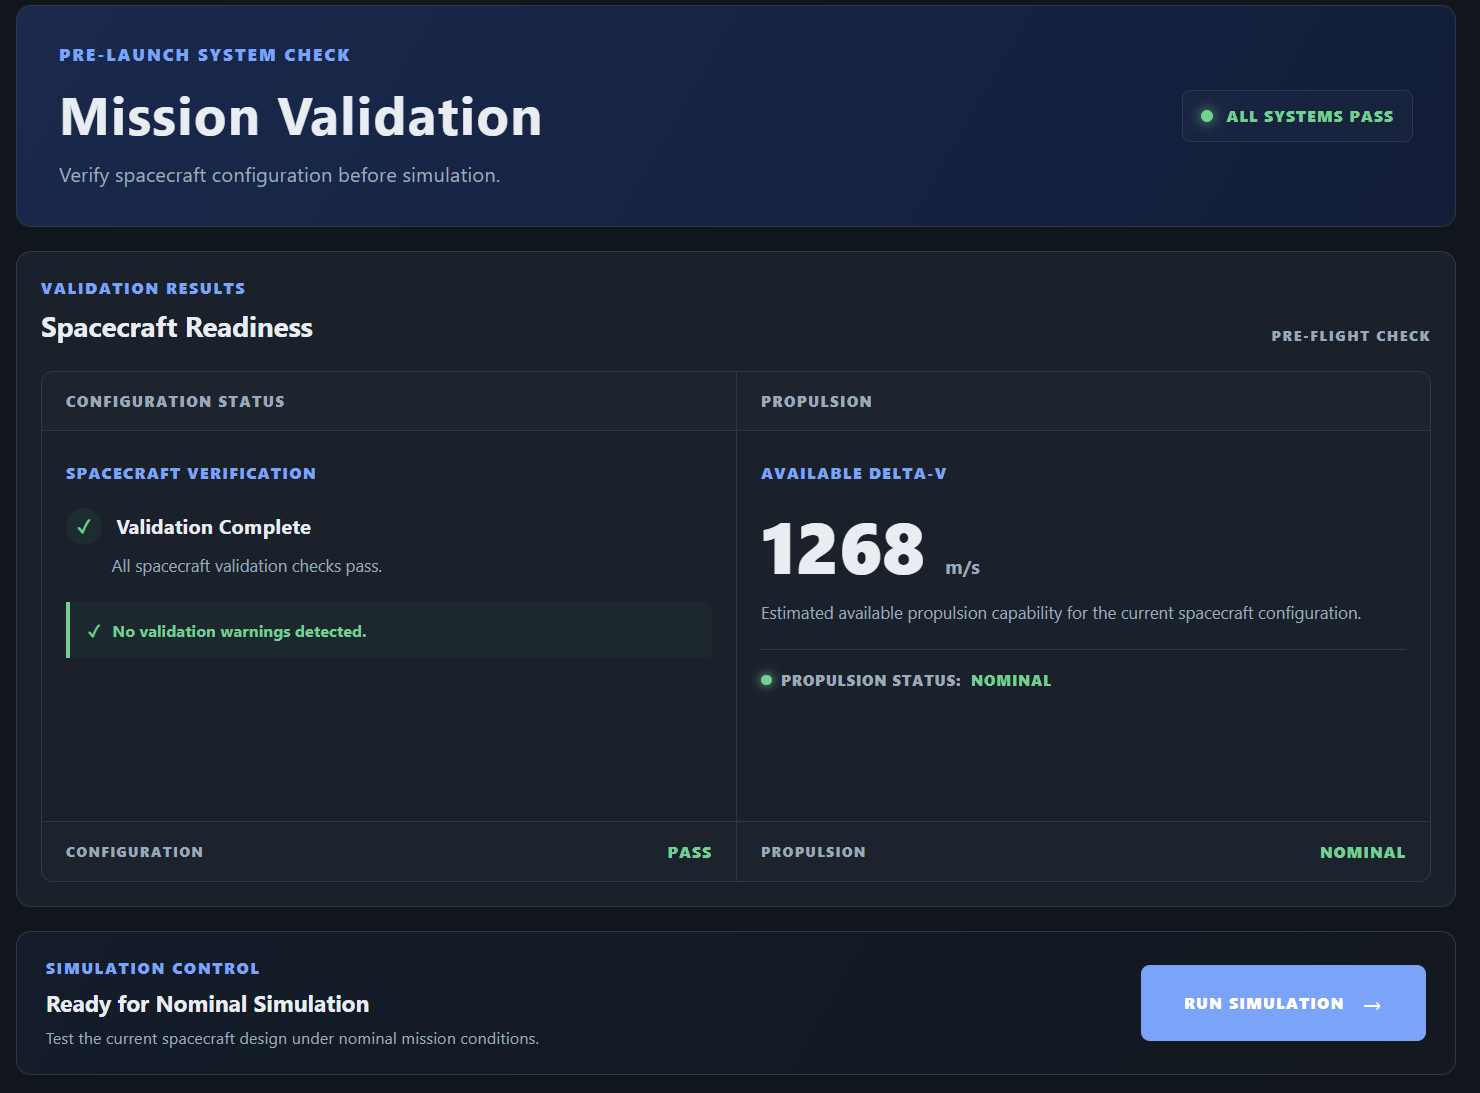 PRE-LAUNCH SYSTEM CHECK
Mission Validation
Verify spacecraft configuration before simulation.
ALL SYSTEMS PASS
VALIDATION RESULTS
Spacecraft Readiness
PRE-FLIGHT CHECK
CONFIGURATION STATUS
SPACECRAFT VERIFICATION
✓ Validation Complete
All spacecraft validation checks pass.
✓ No validation warnings detected.
CONFIGURATION PASS
PROPULSION
AVAILABLE DELTA-V
1268 m/s
Estimated available propulsion capability for the current spacecraft configuration.
PROPULSION STATUS: NOMINAL
PROPULSION NOMINAL
SIMULATION CONTROL
Ready for Nominal Simulation
Test the current spacecraft design under nominal mission conditions.
RUN SIMULATION →